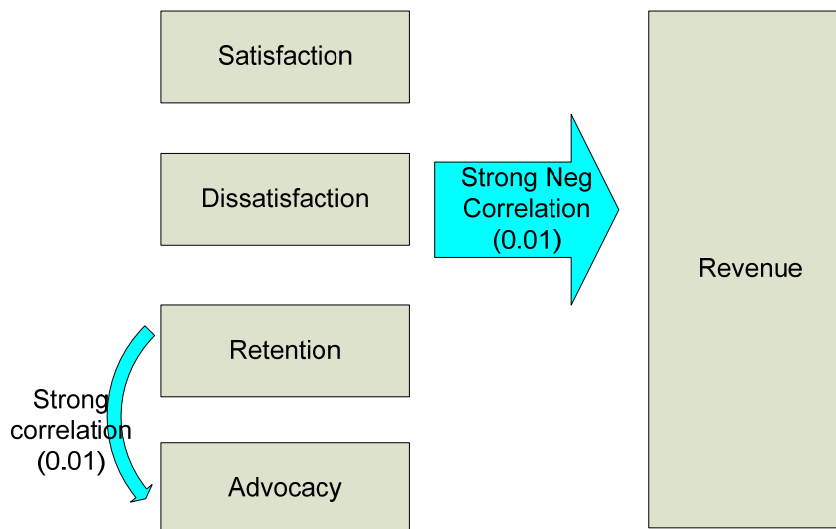 Satisfaction
Dissatisfaction
Strong Neg
Correlation
(0.01)
Revenue
Retention
Strong
correlation
(0.01)
Advocacy